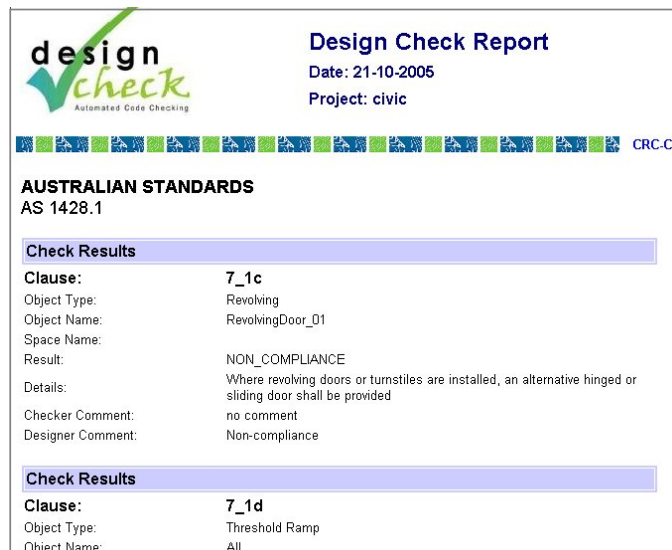 design
check
Automated Code Checking
Design Check Report
Date: 21-10-2005
Project: civic
CRC-C
AUSTRALIAN STANDARDS
AS 1428.1
Check Results
Clause: 7_1c
Object Type: Revolving
Object Name: RevolvingDoor_01
Space Name:
Result: NON_COMPLIANCE
Details: Where revolving doors or turnstiles are installed, an alternative hinged or
sliding door shall be provided
Checker Comment: no comment
Designer Comment: Non-compliance
Check Results
Clause: 7_1d
Object Type: Threshold Ramp
Object Name: All